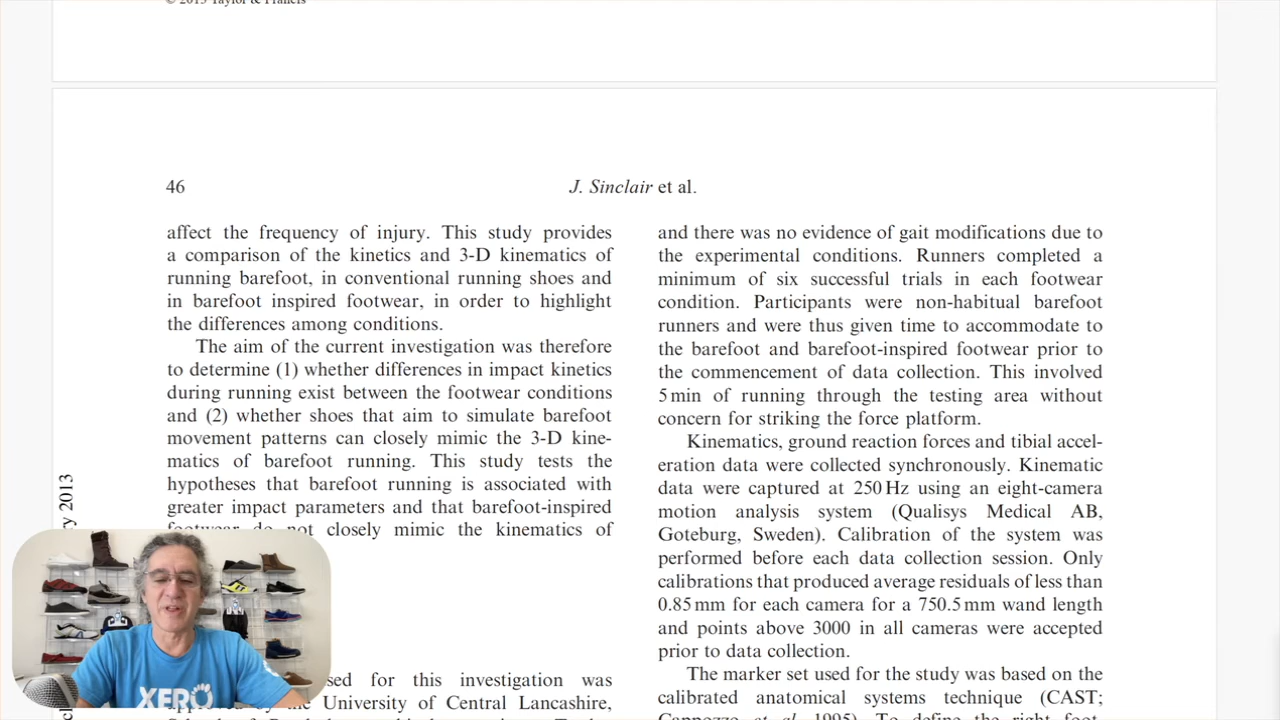 © 2013 Taylor & Francis
46
J. Sinclair et al.
affect the frequency of injury. This study provides
a comparison of the kinetics and 3-D kinematics of
running barefoot, in conventional running shoes and
in barefoot inspired footwear, in order to highlight
the differences among conditions.
The aim of the current investigation was therefore
to determine (1) whether differences in impact kinetics
during running exist between the footwear conditions
and (2) whether shoes that aim to simulate barefoot
movement patterns can closely mimic the 3-D kine-
matics of barefoot running. This study tests the
hypotheses that barefoot running is associated with
greater impact parameters and that barefoot-inspired
footwear do not closely mimic the kinematics of
for this investigation was
the University of Central Lancashire,
and there was no evidence of gait modifications due to
the experimental conditions. Runners completed a
minimum of six successful trials in each footwear
condition. Participants were non-habitual barefoot
runners and were thus given time to accommodate to
the barefoot and barefoot-inspired footwear prior to
the commencement of data collection. This involved
5 min of running through the testing area without
concern for striking the force platform.
Kinematics, ground reaction forces and tibial accel-
eration data were collected synchronously. Kinematic
data were captured at 250 Hz using an eight-camera
motion analysis system (Qualisys Medical AB,
Goteburg, Sweden). Calibration of the system was
performed before each data collection session. Only
calibrations that produced average residuals of less than
0.85 mm for each camera for a 750.5 mm wand length
and points above 3000 in all cameras were accepted
prior to data collection.
The marker set used for the study was based on the
calibrated anatomical systems technique (CAST;
Cappozzo et al. 1995). To define the right foot,
2013
XERO